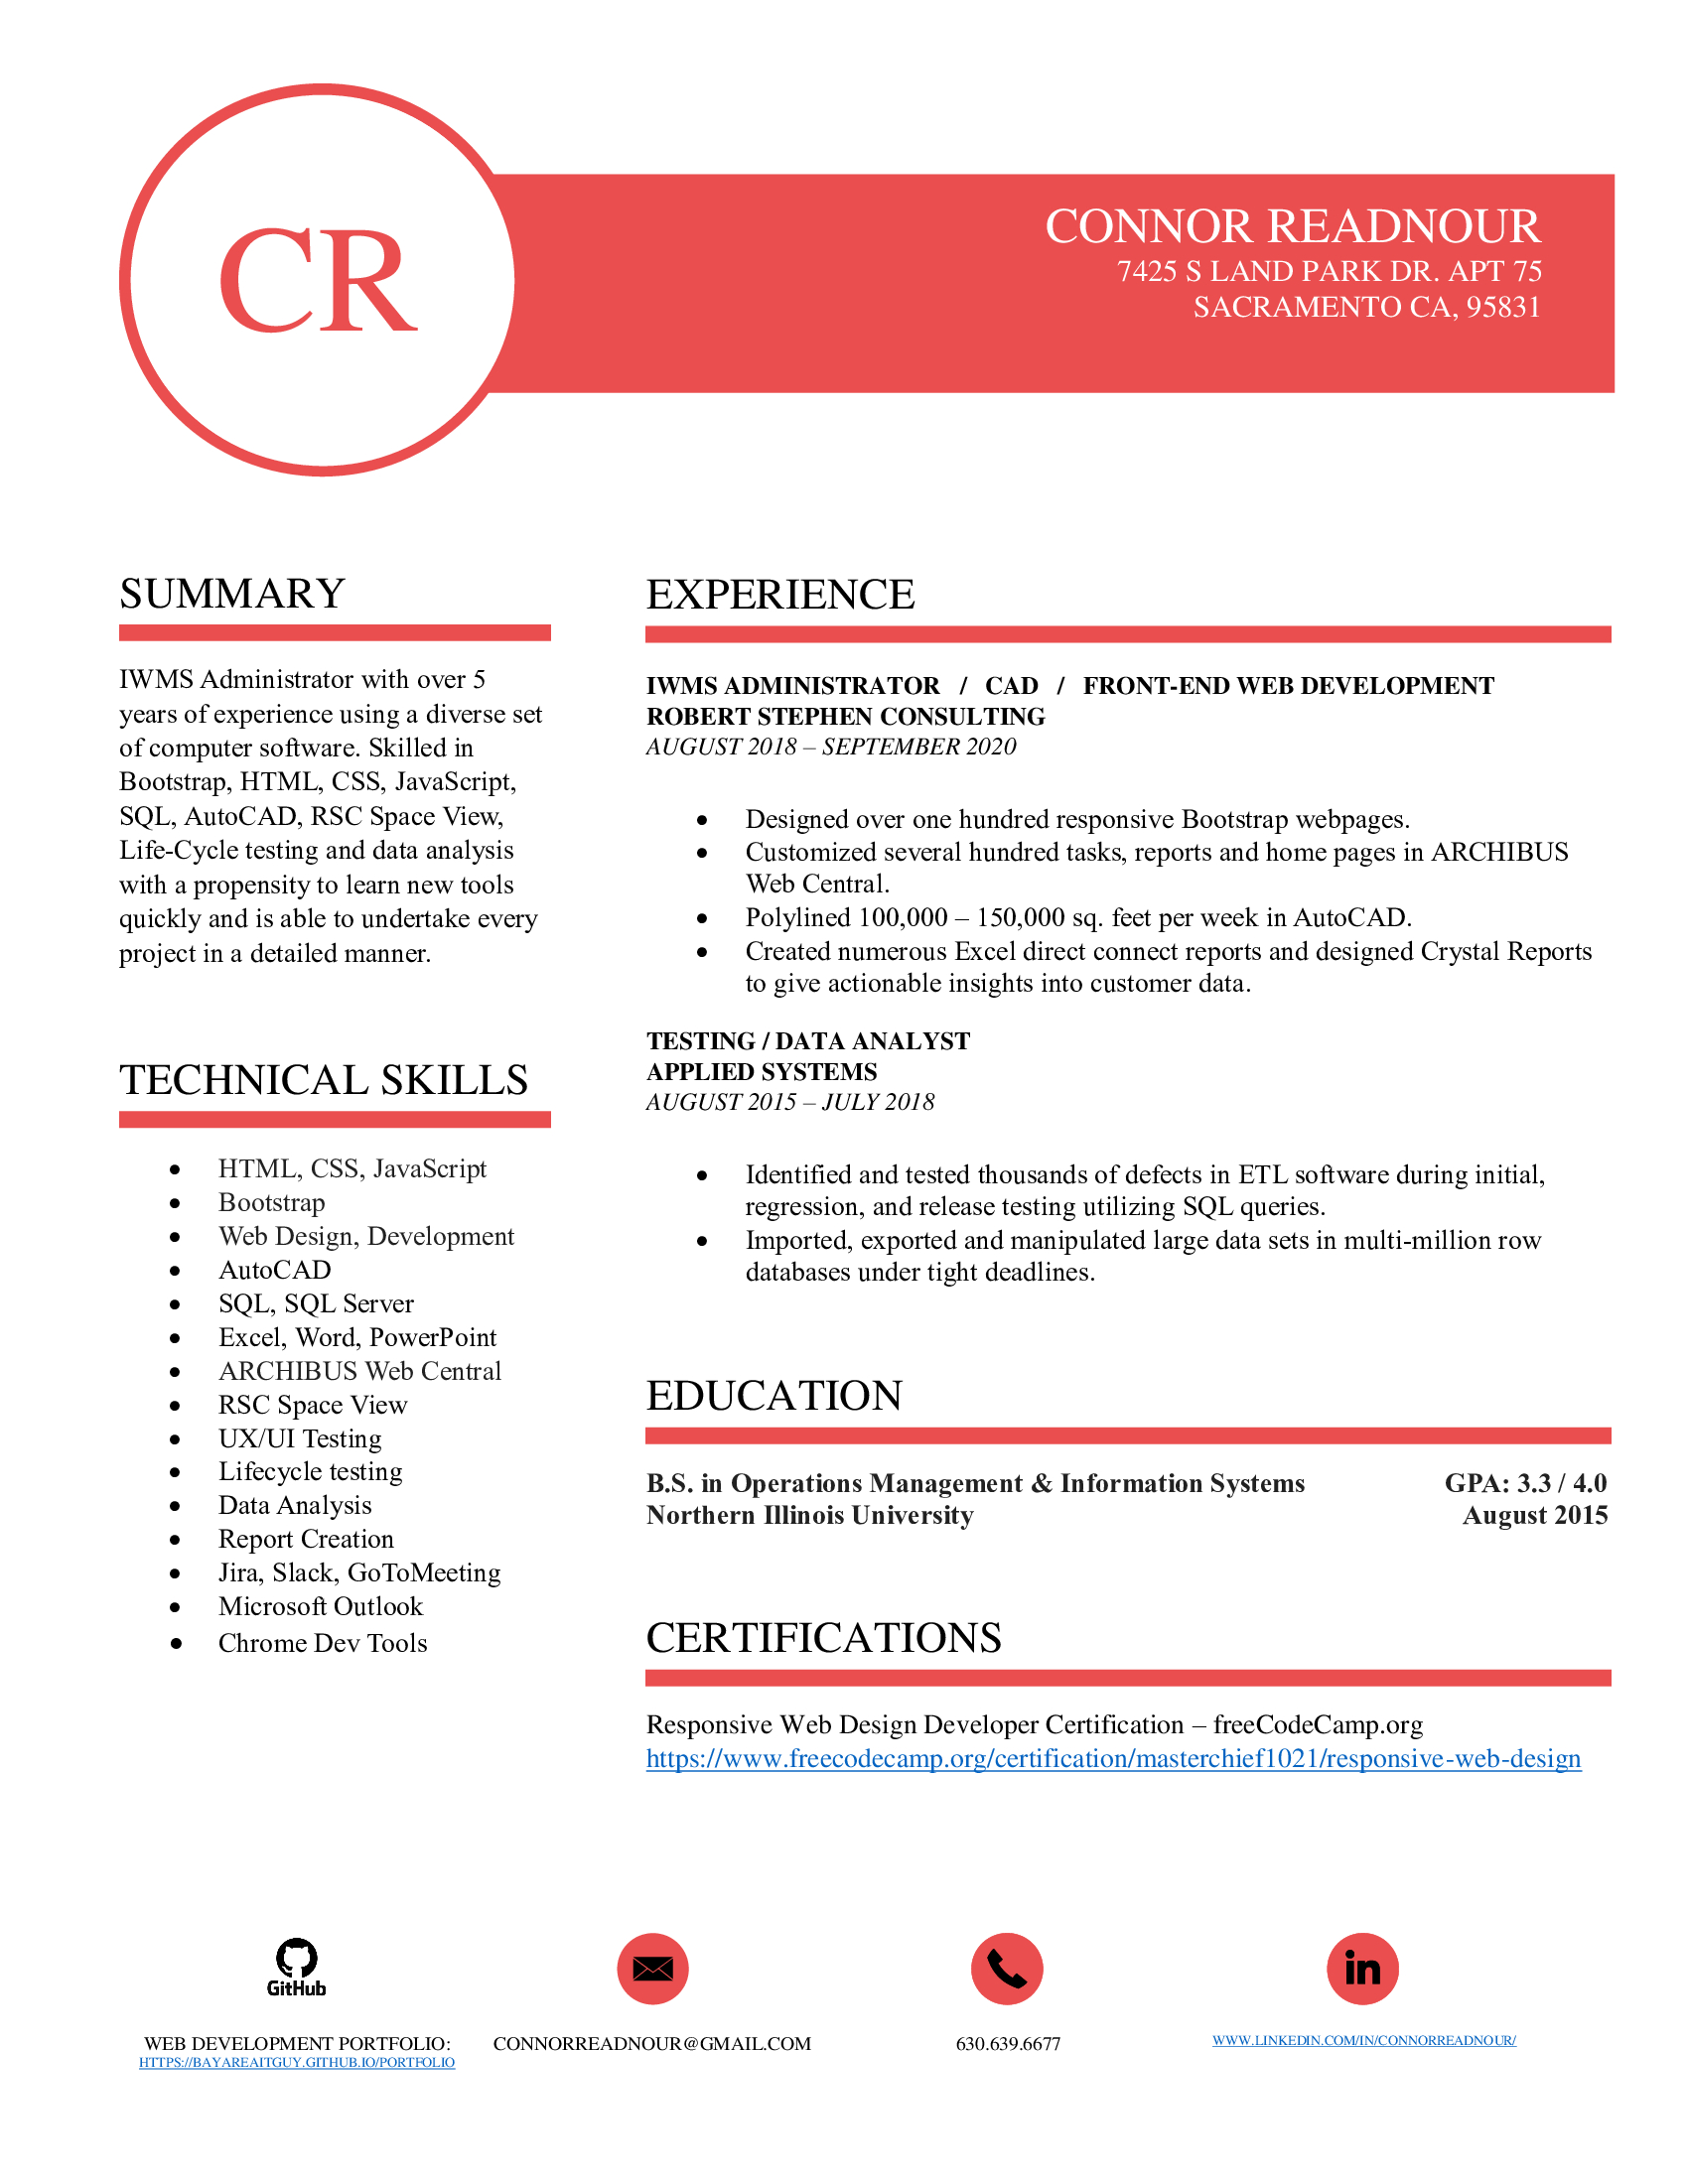 CR
CONNOR READNOUR
7425 S LAND PARK DR. APT 75
SACRAMENTO CA, 95831
SUMMARY
IWMS Administrator with over 5
years of experience using a diverse set
of computer software. Skilled in
Bootstrap, HTML, CSS, JavaScript,
SQL, AutoCAD, RSC Space View,
Life-Cycle testing and data analysis
with a propensity to learn new tools
quickly and is able to undertake every
project in a detailed manner.
TECHNICAL SKILLS
• HTML, CSS, JavaScript
• Bootstrap
• Web Design, Development
• AutoCAD
• SQL, SQL Server
• Excel, Word, PowerPoint
• ARCHIBUS Web Central
• RSC Space View
• UX/UI Testing
• Lifecycle testing
• Data Analysis
• Report Creation
• Jira, Slack, GoToMeeting
• Microsoft Outlook
• Chrome Dev Tools
EXPERIENCE
IWMS ADMINISTRATOR / CAD / FRONT-END WEB DEVELOPMENT
ROBERT STEPHEN CONSULTING
AUGUST 2018 – SEPTEMBER 2020
• Designed over one hundred responsive Bootstrap webpages.
• Customized several hundred tasks, reports and home pages in ARCHIBUS
Web Central.
• Polylined 100,000 – 150,000 sq. feet per week in AutoCAD.
• Created numerous Excel direct connect reports and designed Crystal Reports
to give actionable insights into customer data.
TESTING / DATA ANALYST
APPLIED SYSTEMS
AUGUST 2015 – JULY 2018
• Identified and tested thousands of defects in ETL software during initial,
regression, and release testing utilizing SQL queries.
• Imported, exported and manipulated large data sets in multi-million row
databases under tight deadlines.
EDUCATION
B.S. in Operations Management & Information Systems GPA: 3.3 / 4.0
Northern Illinois University August 2015
CERTIFICATIONS
Responsive Web Design Developer Certification – freeCodeCamp.org
https://www.freecodecamp.org/certification/masterchief1021/responsive-web-design
GitHub
in
WEB DEVELOPMENT PORTFOLIO:
HTTPS://BAYAREAITGUY.GITHUB.IO/PORTFOLIO
CONNORREADNOUR@GMAIL.COM
630.639.6677
WWW.LINKEDIN.COM/IN/CONNORREADNOUR/